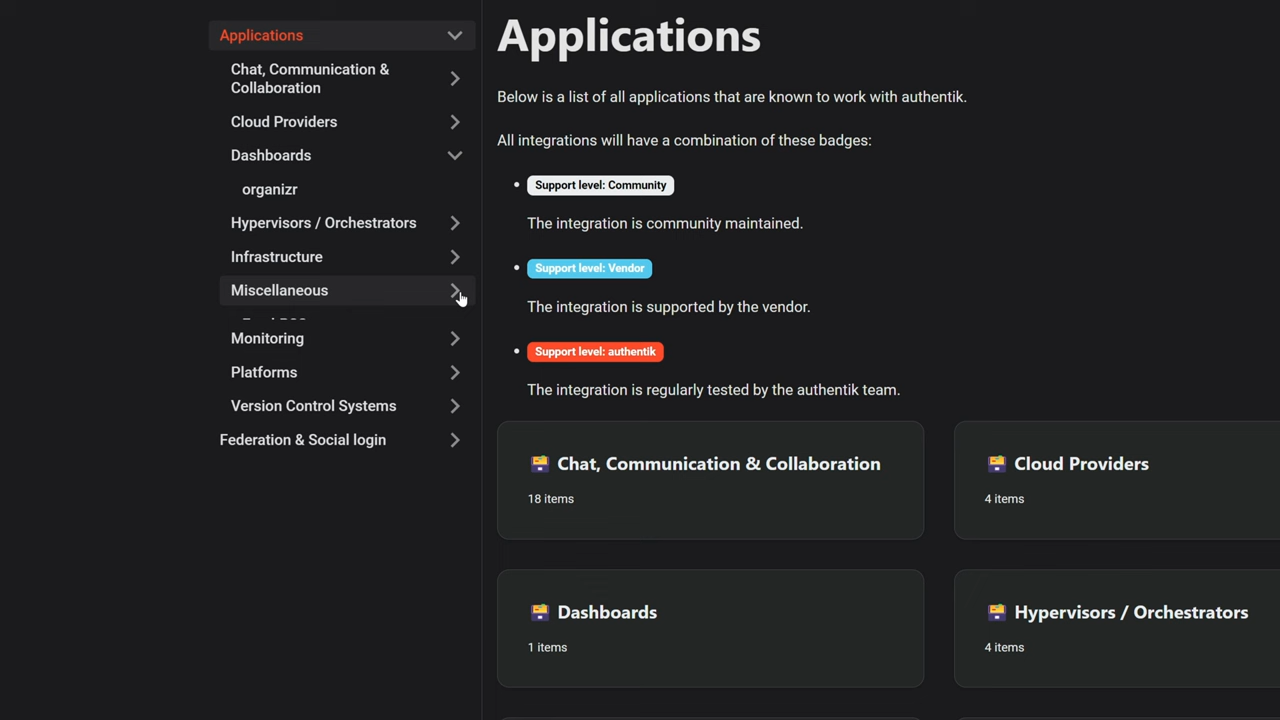 Applications
Chat, Communication &
Collaboration
Cloud Providers
Dashboards
organizr
Hypervisors / Orchestrators
Infrastructure
Miscellaneous
Monitoring
Platforms
Version Control Systems
Federation & Social login
Applications
Below is a list of all applications that are known to work with authentik.
All integrations will have a combination of these badges:
Support level: Community
The integration is community maintained.
Support level: Vendor
The integration is supported by the vendor.
Support level: authentik
The integration is regularly tested by the authentik team.
Chat, Communication & Collaboration
18 items
Cloud Providers
4 items
Dashboards
1 items
Hypervisors / Orchestrators
4 items